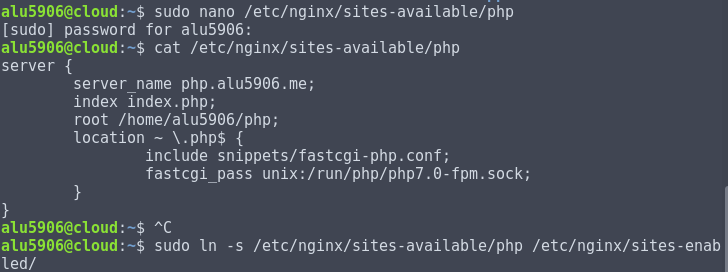 alu5906@cloud:~$ sudo nano /etc/nginx/sites-available/php
[sudo] password for alu5906:
alu5906@cloud:~$ cat /etc/nginx/sites-available/php
server {
        server_name php.alu5906.me;
        index index.php;
        root /home/alu5906/php;
        location ~ \.php$ {
                include snippets/fastcgi-php.conf;
                fastcgi_pass unix:/run/php/php7.0-fpm.sock;
        }
}
alu5906@cloud:~$ ^C
alu5906@cloud:~$ sudo ln -s /etc/nginx/sites-available/php /etc/nginx/sites-enab
led/